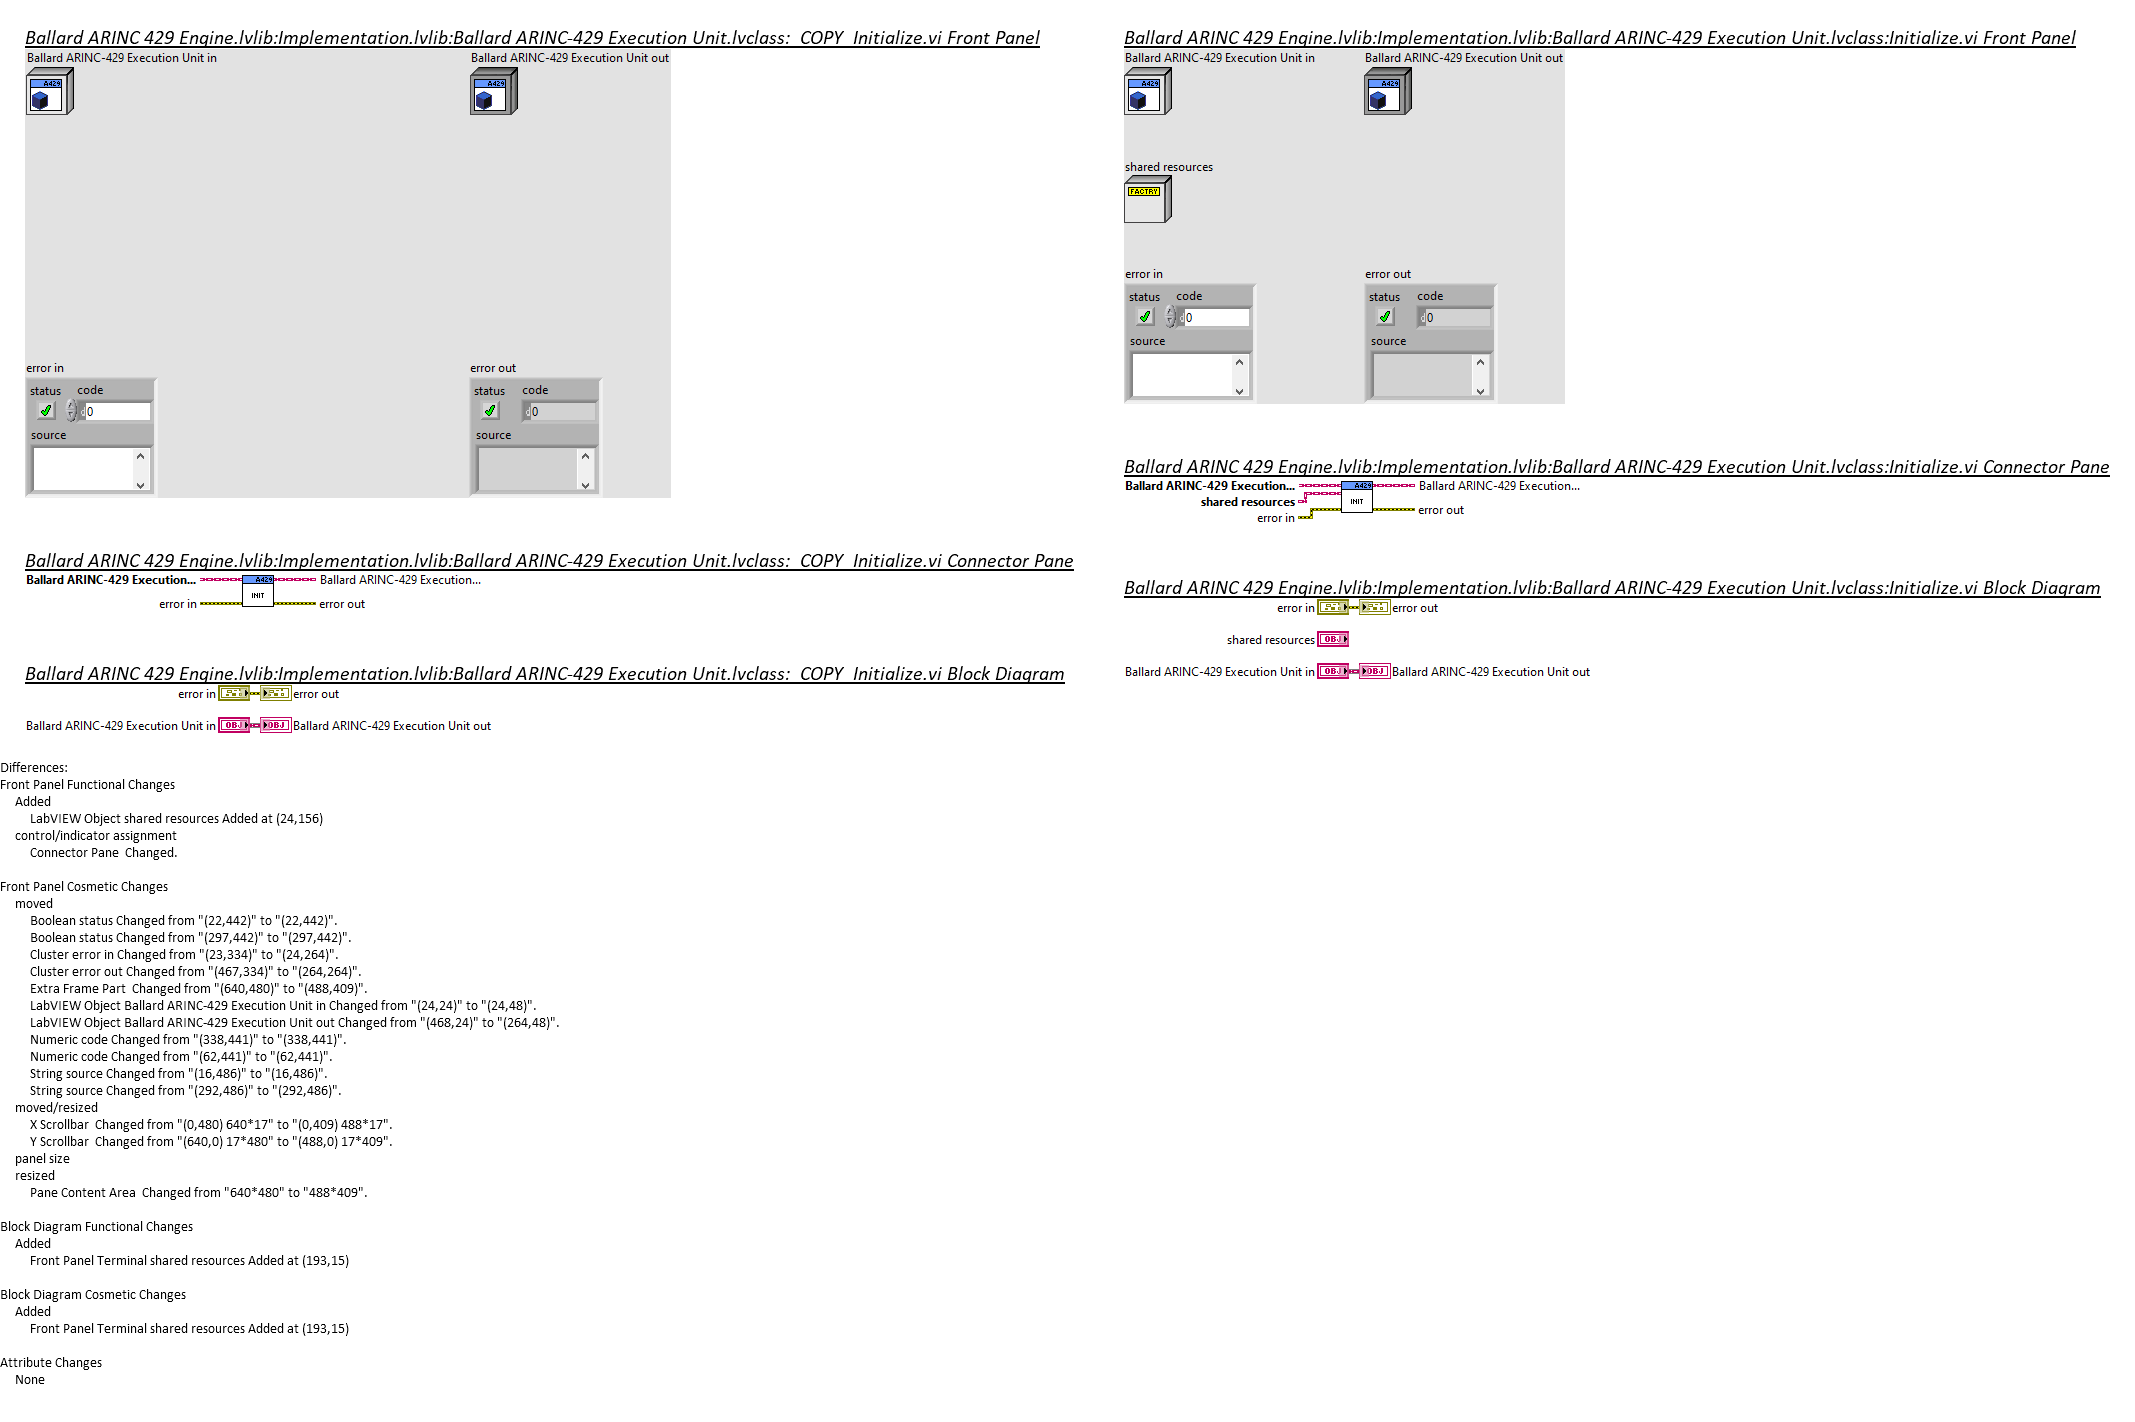 Ballard ARINC 429 Engine.lvlib:Implementation.lvlib:Ballard ARINC-429 Execution Unit.lvclass:  COPY  Initialize.vi Front Panel
Ballard ARINC-429 Execution Unit in
Ballard ARINC-429 Execution Unit out
A429
A429
error in
error out
status
code
status
code
d0
d0
source
source
Ballard ARINC 429 Engine.lvlib:Implementation.lvlib:Ballard ARINC-429 Execution Unit.lvclass:  COPY  Initialize.vi Connector Pane
Ballard ARINC-429 Execution...
A429
Ballard ARINC-429 Execution...
INIT
error in
error out
Ballard ARINC 429 Engine.lvlib:Implementation.lvlib:Ballard ARINC-429 Execution Unit.lvclass:  COPY  Initialize.vi Block Diagram
error in
error out
Ballard ARINC-429 Execution Unit in
OBJ
OBJ
Ballard ARINC-429 Execution Unit out
Differences:
Front Panel Functional Changes
Added
LabVIEW Object shared resources Added at (24,156)
control/indicator assignment
Connector Pane  Changed.
Front Panel Cosmetic Changes
moved
Boolean status Changed from "(22,442)" to "(22,442)".
Boolean status Changed from "(297,442)" to "(297,442)".
Cluster error in Changed from "(23,334)" to "(24,264)".
Cluster error out Changed from "(467,334)" to "(264,264)".
Extra Frame Part  Changed from "(640,480)" to "(488,409)".
LabVIEW Object Ballard ARINC-429 Execution Unit in Changed from "(24,24)" to "(24,48)".
LabVIEW Object Ballard ARINC-429 Execution Unit out Changed from "(468,24)" to "(264,48)".
Numeric code Changed from "(338,441)" to "(338,441)".
Numeric code Changed from "(62,441)" to "(62,441)".
String source Changed from "(16,486)" to "(16,486)".
String source Changed from "(292,486)" to "(292,486)".
moved/resized
X Scrollbar  Changed from "(0,480) 640*17" to "(0,409) 488*17".
Y Scrollbar  Changed from "(640,0) 17*480" to "(488,0) 17*409".
panel size
resized
Pane Content Area  Changed from "640*480" to "488*409".
Block Diagram Functional Changes
Added
Front Panel Terminal shared resources Added at (193,15)
Block Diagram Cosmetic Changes
Added
Front Panel Terminal shared resources Added at (193,15)
Attribute Changes
None
Ballard ARINC 429 Engine.lvlib:Implementation.lvlib:Ballard ARINC-429 Execution Unit.lvclass:Initialize.vi Front Panel
Ballard ARINC-429 Execution Unit in
Ballard ARINC-429 Execution Unit out
A429
A429
shared resources
FACTRY
error in
error out
status
code
status
code
d0
d0
source
source
Ballard ARINC 429 Engine.lvlib:Implementation.lvlib:Ballard ARINC-429 Execution Unit.lvclass:Initialize.vi Connector Pane
Ballard ARINC-429 Execution...
A429
Ballard ARINC-429 Execution...
shared resources
INIT
error in
error out
Ballard ARINC 429 Engine.lvlib:Implementation.lvlib:Ballard ARINC-429 Execution Unit.lvclass:Initialize.vi Block Diagram
error in
error out
shared resources
OBJ
Ballard ARINC-429 Execution Unit in
OBJ
OBJ
Ballard ARINC-429 Execution Unit out